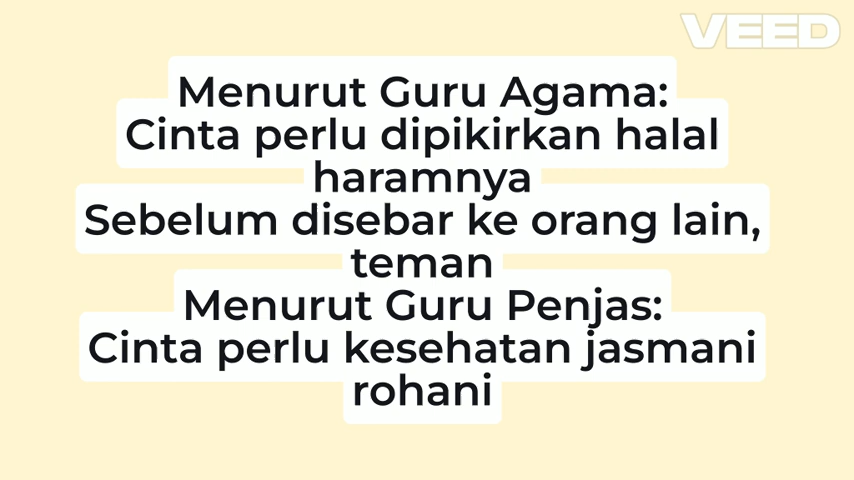 VEED
Menurut Guru Agama:
Cinta perlu dipikirkan halal
haramnya
Sebelum disebar ke orang lain,
teman
Menurut Guru Penjas:
Cinta perlu kesehatan jasmani
rohani